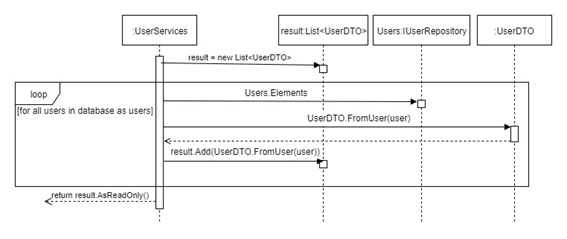 :UserServices
result:List<UserDTO>
Users:IUserRepository
:UserDTO
result = new List<UserDTO>
loop
[for all users in database as users]
Users.Elements
UserDTO.FromUser(user)
result.Add(UserDTO.FromUser(user))
return result.AsReadOnly()